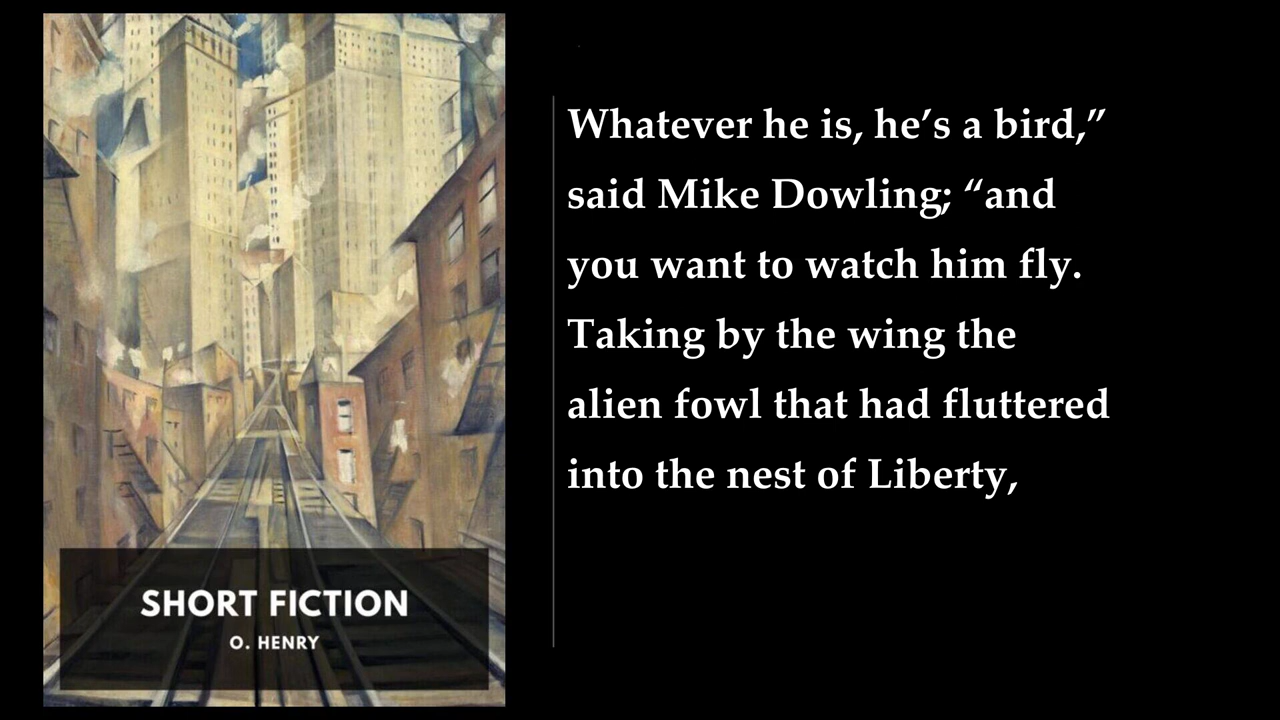 SHORT FICTION
O. HENRY
Whatever he is, he’s a bird,”
said Mike Dowling; “and
you want to watch him fly.
Taking by the wing the
alien fowl that had fluttered
into the nest of Liberty,